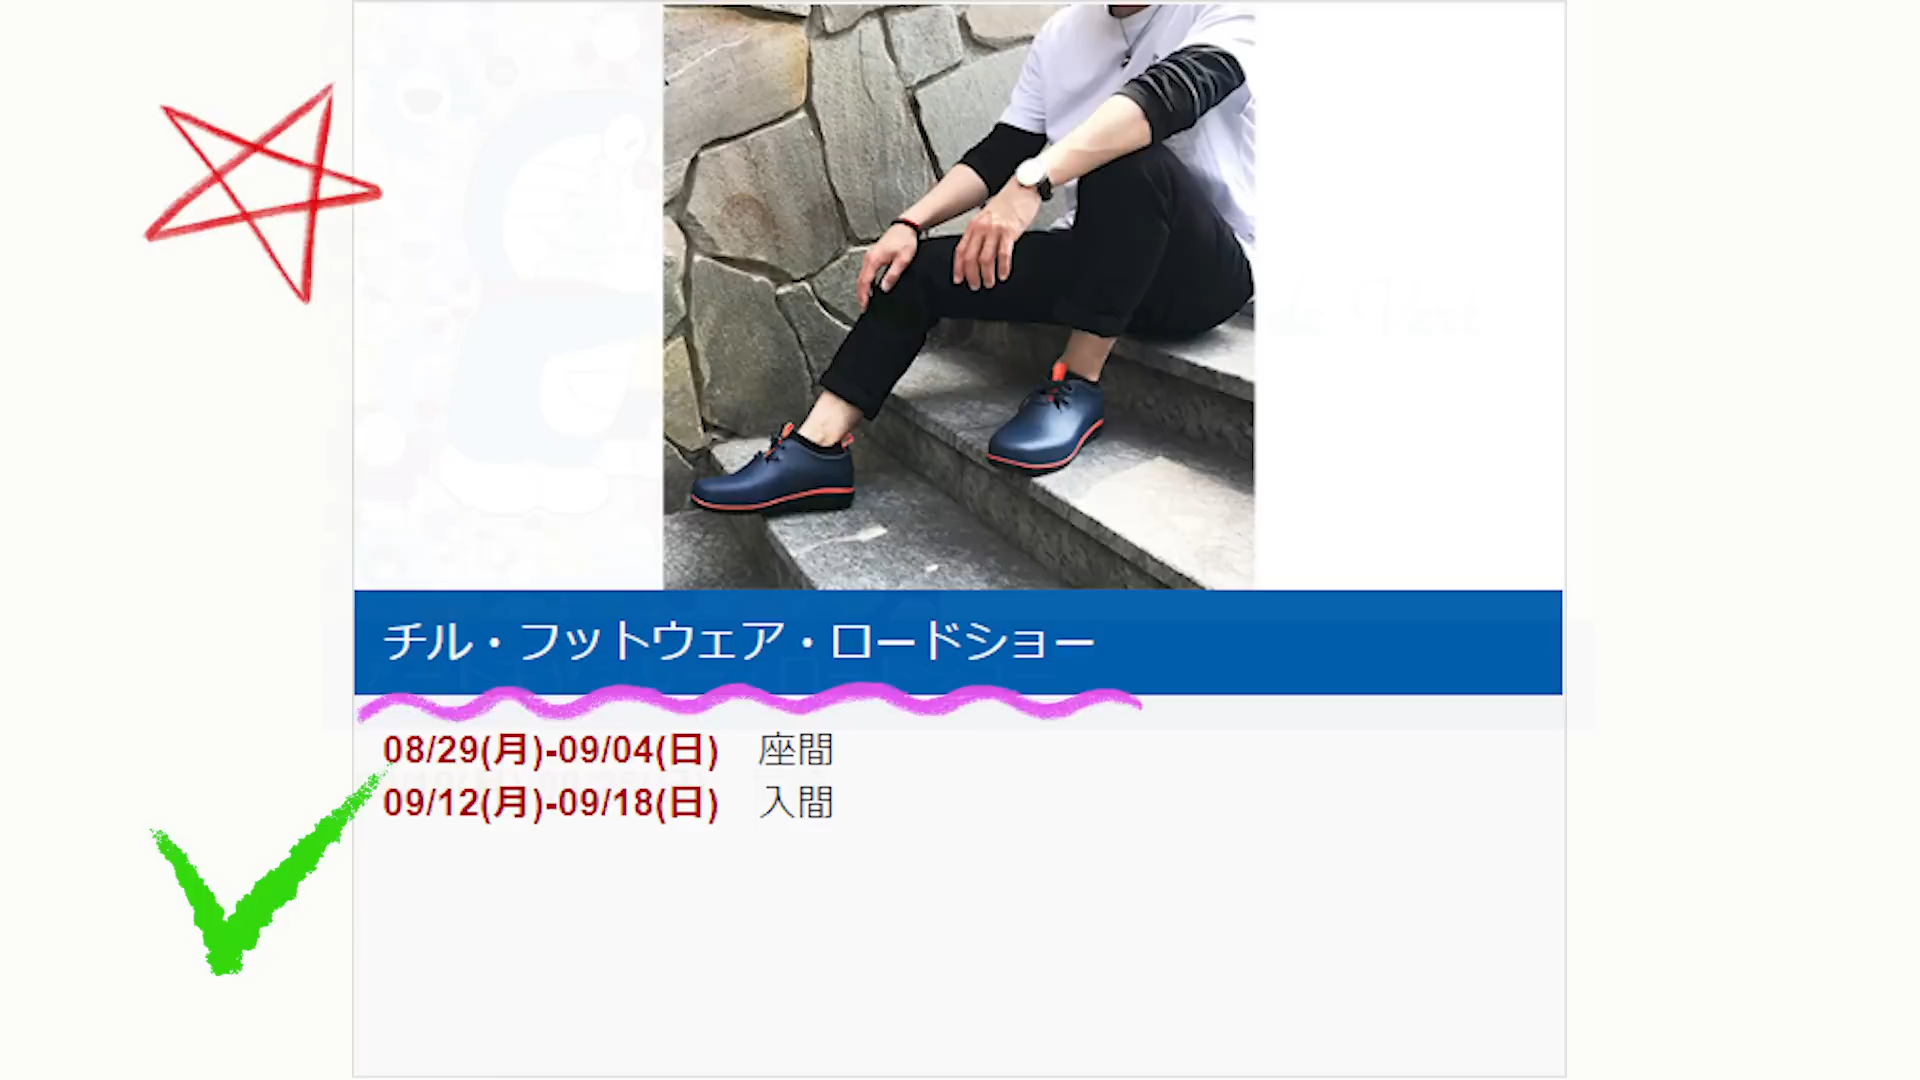 チル・フットウェア・ロードショー
08/29(月)-09/04(日) 座間
09/12(月)-09/18(日) 入間